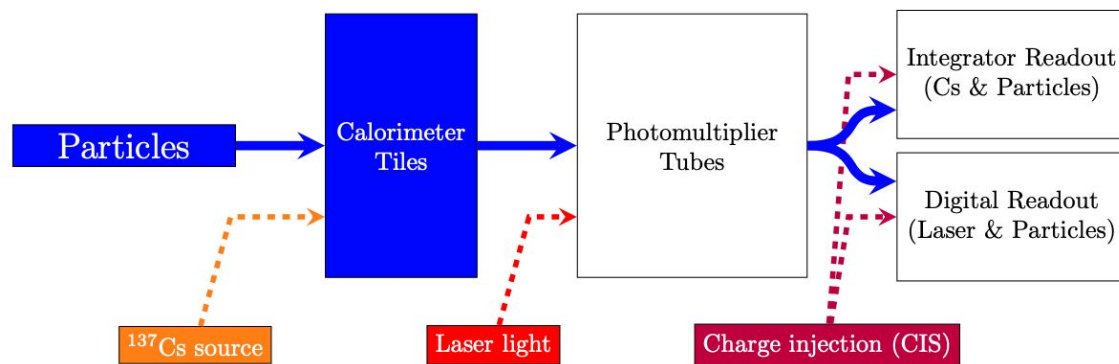 Particles
Calorimeter
Tiles
Photomultiplier
Tubes
Integrator Readout
(Cs & Particles)
Digital Readout
(Laser & Particles)
¹³⁷Cs source
Laser light
Charge injection (CIS)